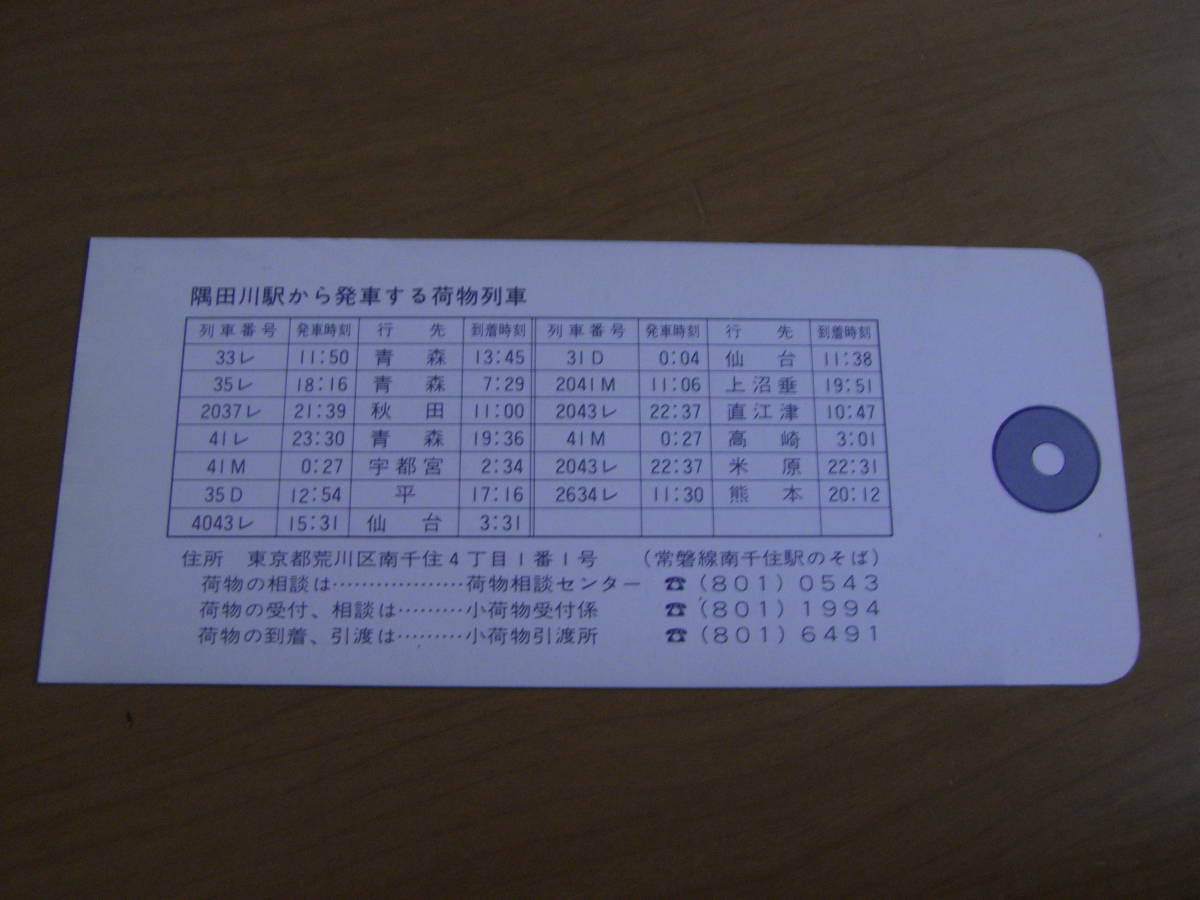 隅田川駅から発車する荷物列車
列車番号 発車時刻 行先 到着時刻 列車番号 発車時刻 行先 到着時刻
33レ 11:50 青森 13:45 31D 0:04 仙台 11:38
35レ 18:16 青森 7:29 2041M 11:06 上沼垂 19:51
2037レ 21:39 秋田 11:00 2043レ 22:37 直江津 10:47
41レ 23:30 青森 19:36 41M 0:27 高崎 3:01
41M 0:27 宇都宮 2:34 2043レ 22:37 米原 22:31
35D 12:54 平 17:16 2634レ 11:30 熊本 20:12
4043レ 15:31 仙台 3:31
住所 東京都荒川区南千住4丁目1番1号 (常磐線南千住駅のそば)
荷物の相談は………………荷物相談センター ☎(801)0543
荷物の受付、相談は………小荷物受付係 ☎(801)1994
荷物の到着、引渡は………小荷物引渡所 ☎(801)6491